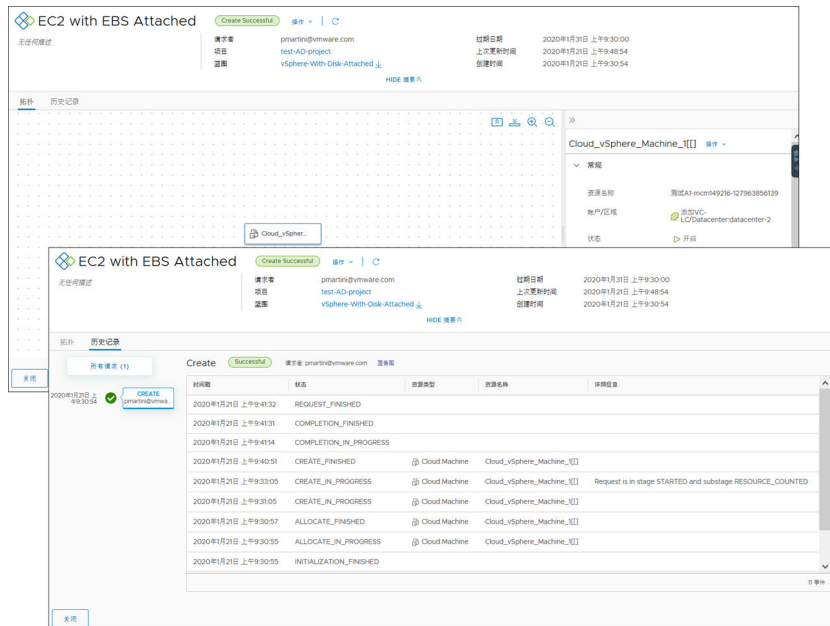 EC2 with EBS Attached Create Successful 操作
无任何描述
请求者 pmartini@vmware.com
项目 test-AD-project
蓝图 vSphere-With-Disk-Attached
过期日期 2020年1月31日 上午9:30:00
上次更新时间 2020年1月21日 上午9:48:54
创建时间 2020年1月21日 上午9:30:54
HIDE 摘要
拓扑 历史记录
Cloud_vSpher...
Cloud_vSphere_Machine_1[[] 操作
常规
资源名称 测试A1-mcm149216-127963856139
帐户/区域 添加VC-
LC/Datacenter:datacenter-2
状态 开启
关闭
EC2 with EBS Attached Create Successful 操作
无任何描述
请求者 pmartini@vmware.com
项目 test-AD-project
蓝图 vSphere-With-Disk-Attached
过期日期 2020年1月31日 上午9:30:00
上次更新时间 2020年1月21日 上午9:48:54
创建时间 2020年1月21日 上午9:30:54
HIDE 摘要
拓扑 历史记录
所有请求 (1)
2020年1月21日 上
午9:30:54
CREATE
pmartini@vmwa...
Create Successful 请求者: pmartini@vmware.com 置备图
时间戳 状态 资源类型 资源名称 详细信息
2020年1月21日 上午9:41:32 REQUEST_FINISHED
2020年1月21日 上午9:41:31 COMPLETION_FINISHED
2020年1月21日 上午9:41:14 COMPLETION_IN_PROGRESS
2020年1月21日 上午9:40:51 CREATE_FINISHED Cloud.Machine Cloud_vSphere_Machine_1[[]
2020年1月21日 上午9:33:05 CREATE_IN_PROGRESS Cloud.Machine Cloud_vSphere_Machine_1[[] Request is in stage STARTED and substage RESOURCE_COUNTED
2020年1月21日 上午9:31:05 CREATE_IN_PROGRESS Cloud.Machine Cloud_vSphere_Machine_1[[]
2020年1月21日 上午9:30:57 ALLOCATE_FINISHED Cloud.Machine Cloud_vSphere_Machine_1[[]
2020年1月21日 上午9:30:55 ALLOCATE_IN_PROGRESS Cloud.Machine Cloud_vSphere_Machine_1[[]
2020年1月21日 上午9:30:55 INITIALIZATION_FINISHED
11 事件
关闭